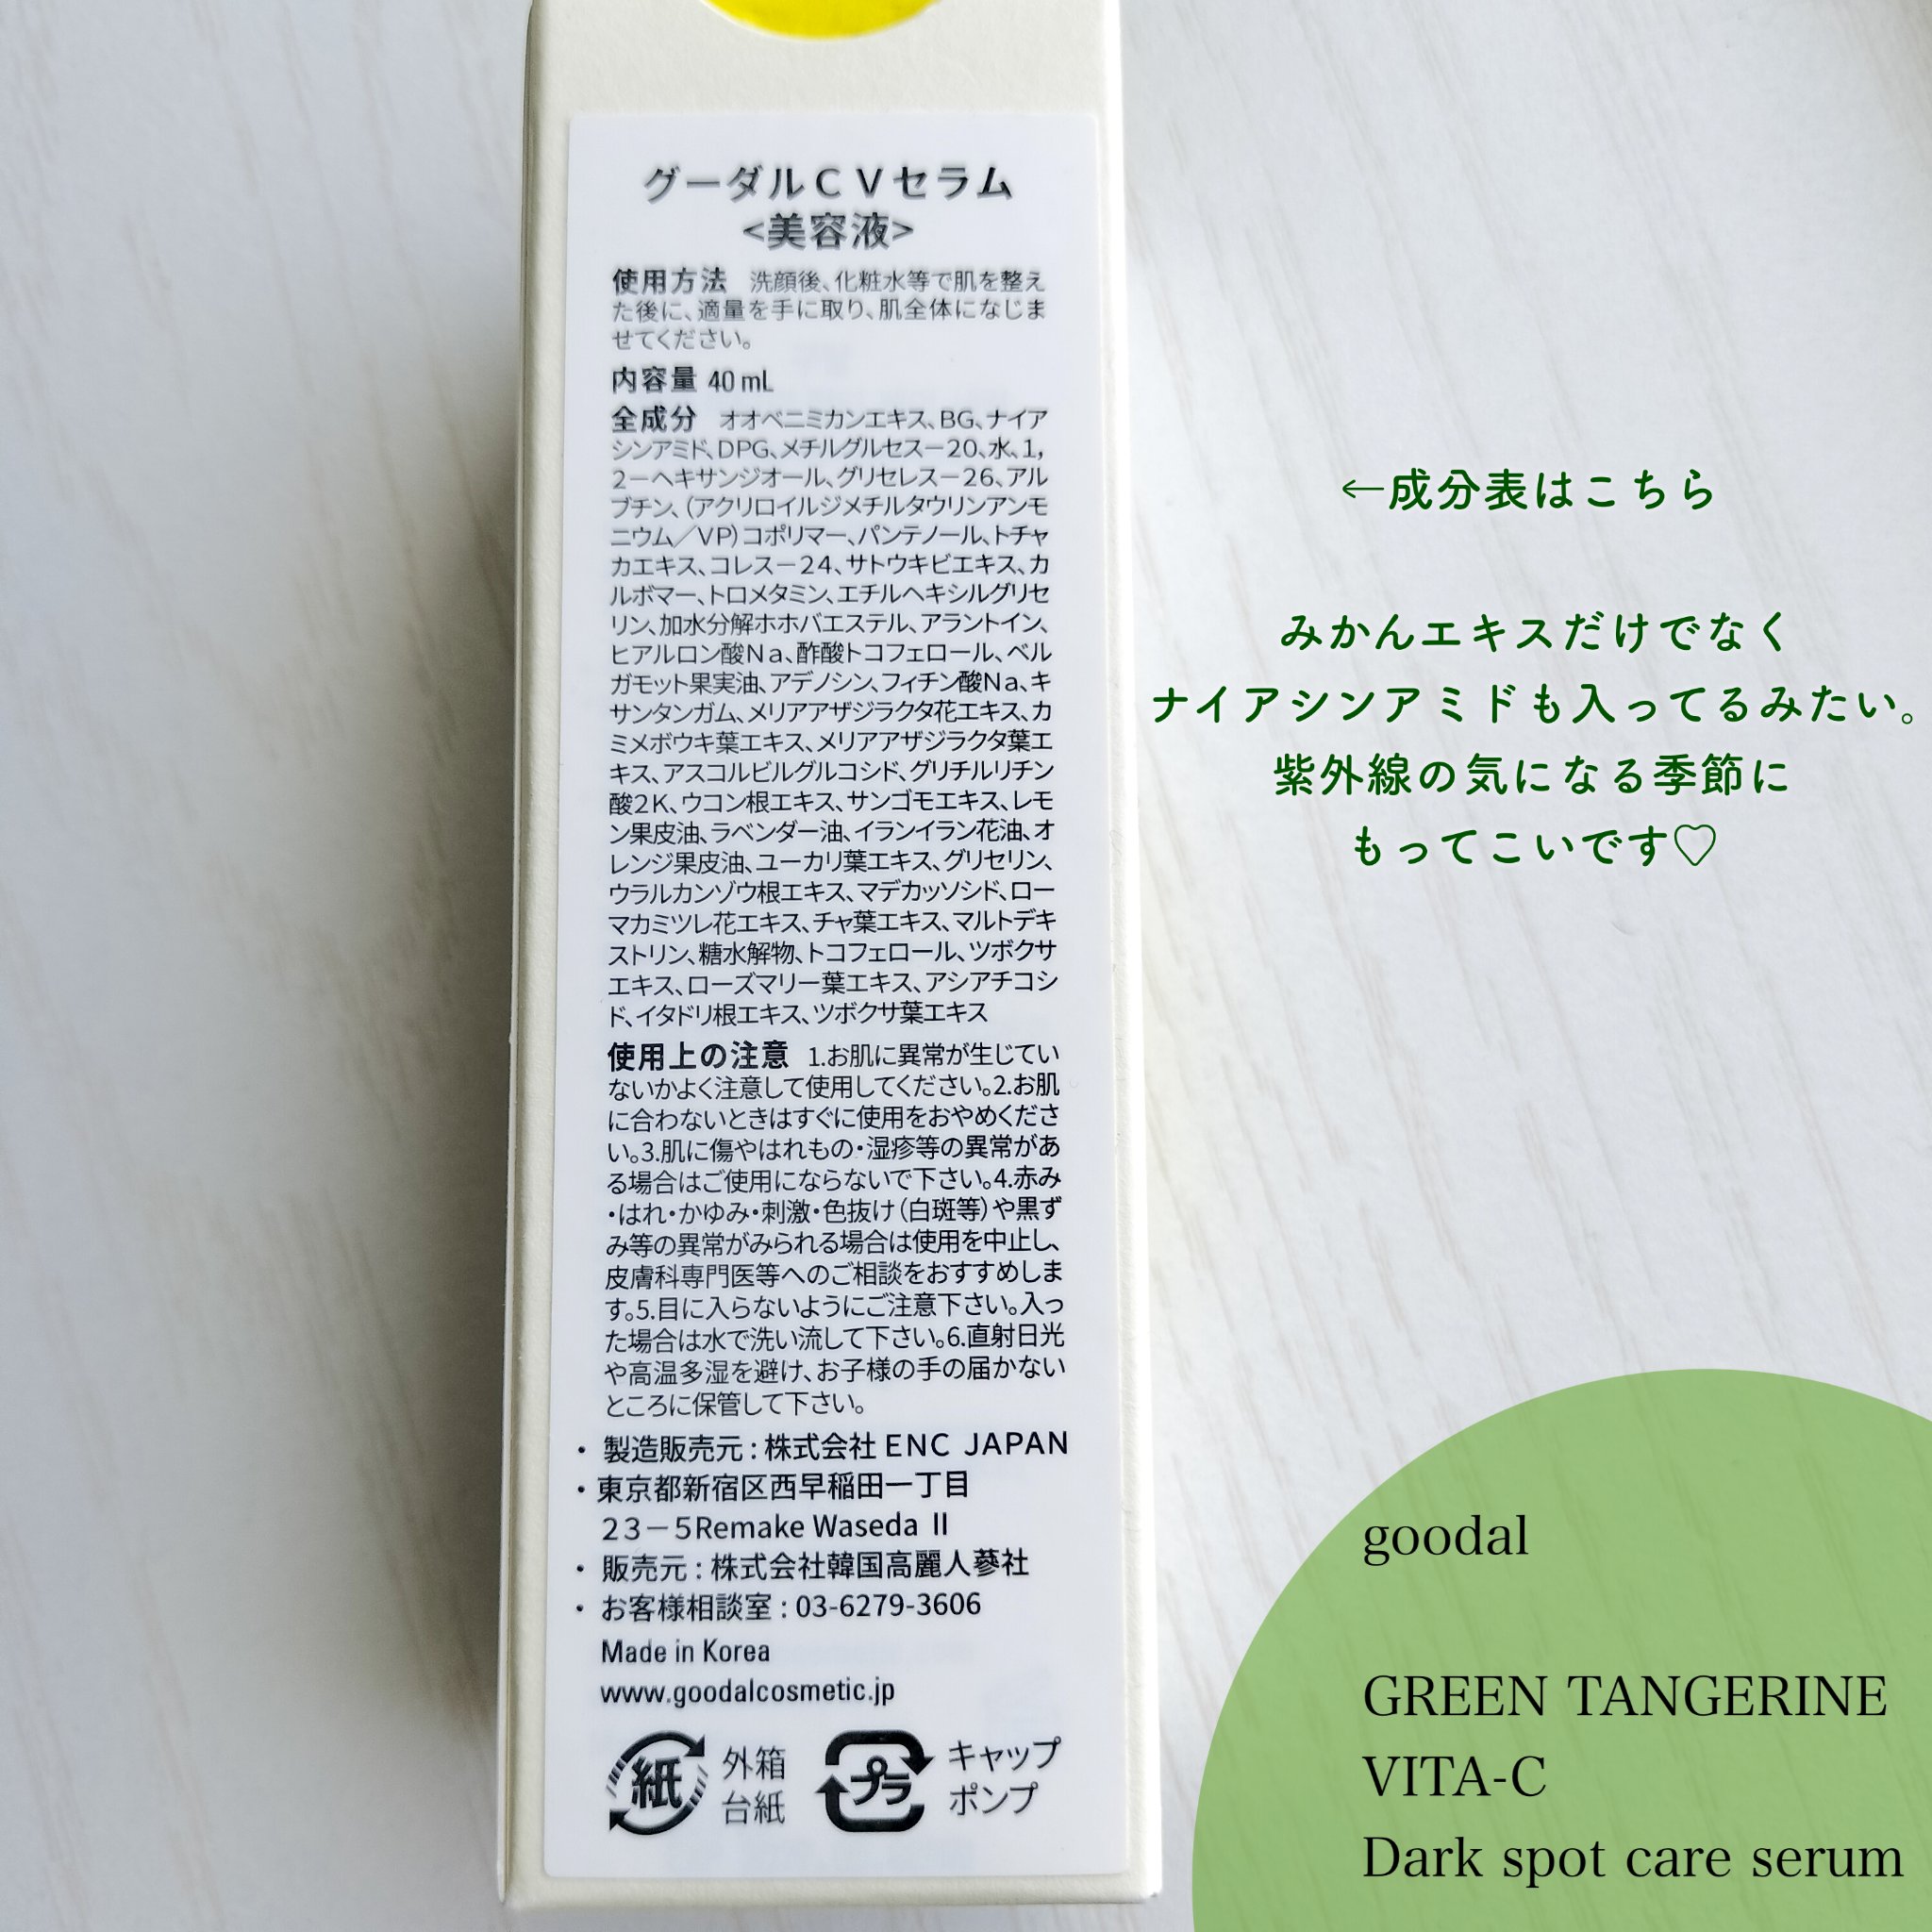 グーダルＣＶセラム
<美容液>
使用方法　洗顔後、化粧水等で肌を整え
た後に、適量を手に取り、肌全体になじま
せてください。
内容量 40 mL
全成分　オオベニミカンエキス、BG、ナイア
シンアミド、DPG、メチルグルセス－20、水、1,
2－ヘキサンジオール、グリセレス－26、アル
ブチン、（アクリロイルジメチルタウリンアンモ
ニウム／VP）コポリマー、パンテノール、トチャ
カエキス、コレス－24、サトウキビエキス、カ
ルボマー、トロメタミン、エチルヘキシルグリセ
リン、加水分解ホホバエステル、アラントイン、
ヒアルロン酸Na、酢酸トコフェロール、ベル
ガモット果実油、アデノシン、フィチン酸Na、キ
サンタンガム、メリアアザジラクタ花エキス、カ
ミメボウキ葉エキス、メリアアザジラクタ葉エ
キス、アスコルビルグルコシド、グリチルリチン
酸2K、ウコン根エキス、サンゴモエキス、レモ
ン果皮油、ラベンダー油、イランイラン花油、オ
レンジ果皮油、ユーカリ葉エキス、グリセリン、
ウラルカンゾウ根エキス、マデカッソシド、ロー
マカミツレ花エキス、チャ葉エキス、マルトデキ
ストリン、糖水解物、トコフェロール、ツボクサ
エキス、ローズマリー葉エキス、アシアチコシ
ド、イタドリ根エキス、ツボクサ葉エキス
使用上の注意　1.お肌に異常が生じてい
ないかよく注意して使用してください。2.お肌
に合わないときはすぐに使用をおやめくださ
い。3.肌に傷やはれもの・湿疹等の異常があ
る場合はご使用にならないで下さい。4.赤み
・はれ・かゆみ・刺激・色抜け（白斑等）や黒ず
み等の異常がみられる場合は使用を中止し、
皮膚科専門医等へのご相談をおすすめしま
す。5.目に入らないようにご注意下さい。入っ
た場合は水で洗い流して下さい。6.直射日光
や高温多湿を避け、お子様の手の届かない
ところに保管して下さい。
・ 製造販売元 : 株式会社 ENC JAPAN
・東京都新宿区西早稲田一丁目
23－5Remake Waseda Ⅱ
・ 販売元 : 株式会社韓国高麗人蔘社
・ お客様相談室 : 03-6279-3606
Made in Korea
www.goodalcosmetic.jp
紙 外箱
台紙
プラ キャップ
ポンプ
←成分表はこちら
みかんエキスだけでなく
ナイアシンアミドも入ってるみたい。
紫外線の気になる季節に
もってこいです♡
goodal
GREEN TANGERINE
VITA-C
Dark spot care serum